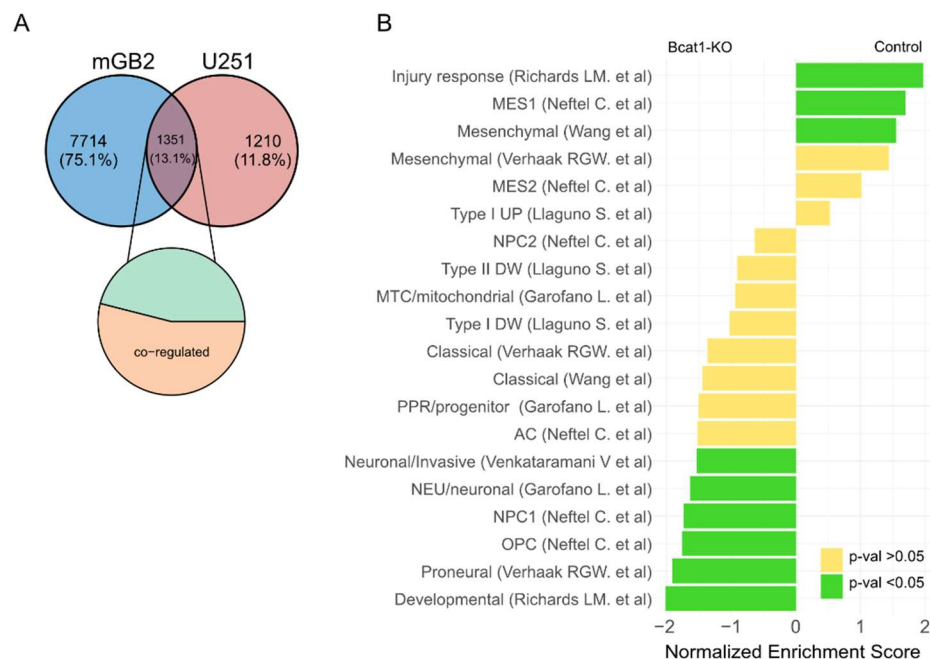 A
mGB2
U251
7714
(75.1%)
1351
(13.1%)
1210
(11.8%)
co-regulated
B
Bcat1-KO
Control
Injury response (Richards LM. et al)
MES1 (Neftel C. et al)
Mesenchymal (Wang et al)
Mesenchymal (Verhaak RGW. et al)
MES2 (Neftel C. et al)
Type I UP (Llaguno S. et al)
NPC2 (Neftel C. et al)
Type II DW (Llaguno S. et al)
MTC/mitochondrial (Garofano L. et al)
Type I DW (Llaguno S. et al)
Classical (Verhaak RGW. et al)
Classical (Wang et al)
PPR/progenitor (Garofano L. et al)
AC (Neftel C. et al)
Neuronal/Invasive (Venkataramani V et al)
NEU/neuronal (Garofano L. et al)
NPC1 (Neftel C. et al)
OPC (Neftel C. et al)
Proneural (Verhaak RGW. et al)
Developmental (Richards LM. et al)
p-val >0.05
p-val <0.05
−2 −1 0 1 2
Normalized Enrichment Score